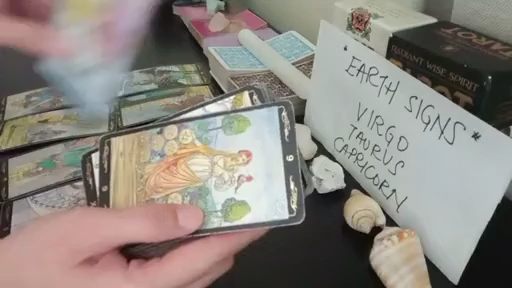 * EARTH SIGNS *
VIRGO
TAURUS
CAPRICORN
RADIANT WISE SPIRIT
TAROT
9